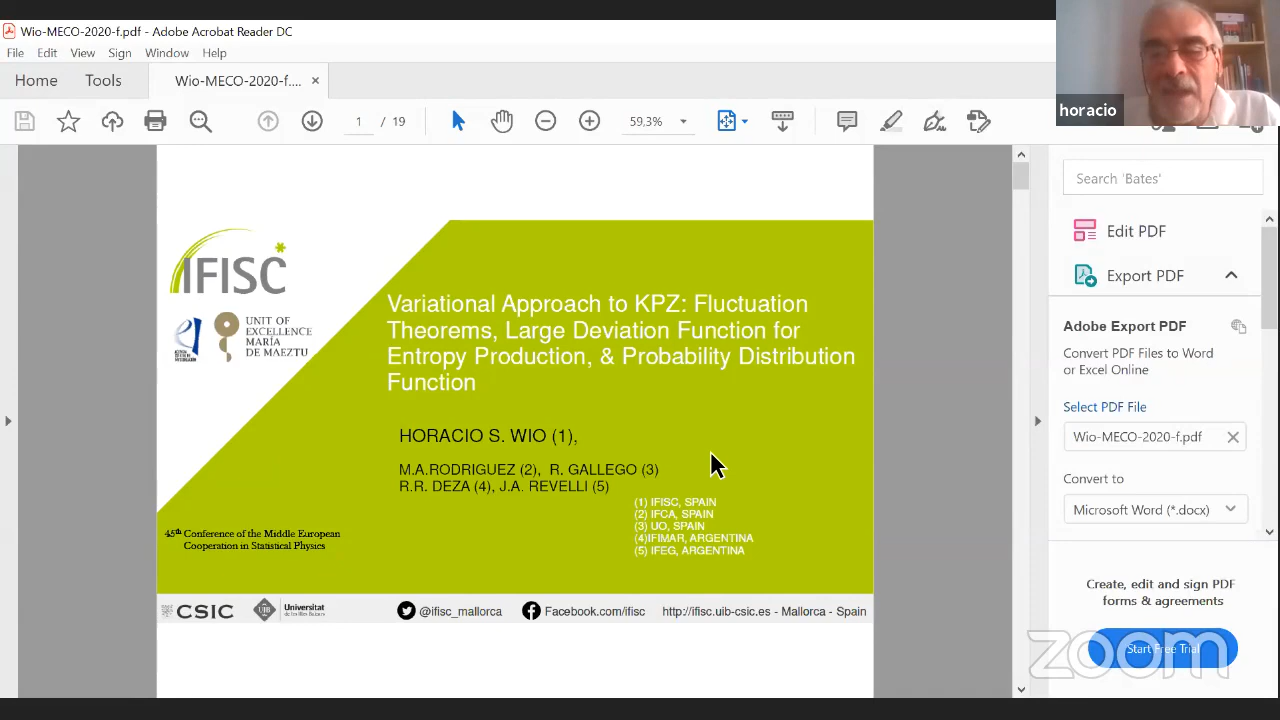 Wio-MECO-2020-f.pdf - Adobe Acrobat Reader DC
File Edit View Sign Window Help
Home Tools Wio-MECO-2020-f....
1 / 19 59,3%
horacio
Search 'Bates'
Edit PDF
Export PDF
Adobe Export PDF
Convert PDF Files to Word
or Excel Online
Select PDF File
Wio-MECO-2020-f.pdf
Convert to
Microsoft Word (*.docx)
Create, edit and sign PDF
forms & agreements
Start Free Trial
zoom
IFISC
UNIT OF
EXCELLENCE
MARÍA
DE MAEZTU
Variational Approach to KPZ: Fluctuation
Theorems, Large Deviation Function for
Entropy Production, & Probability Distribution
Function
HORACIO S. WIO (1),
M.A.RODRIGUEZ (2), R. GALLEGO (3)
R.R. DEZA (4), J.A. REVELLI (5)
(1) IFISC, SPAIN
(2) IFCA, SPAIN
(3) UO, SPAIN
(4)IFIMAR, ARGENTINA
(5) IFEG, ARGENTINA
45th Conference of the Middle European
Cooperation in Statistical Physics
CSIC UIB Universitat
de les Illes Balears
@ifisc_mallorca Facebook.com/ifisc http://ifisc.uib-csic.es - Mallorca - Spain